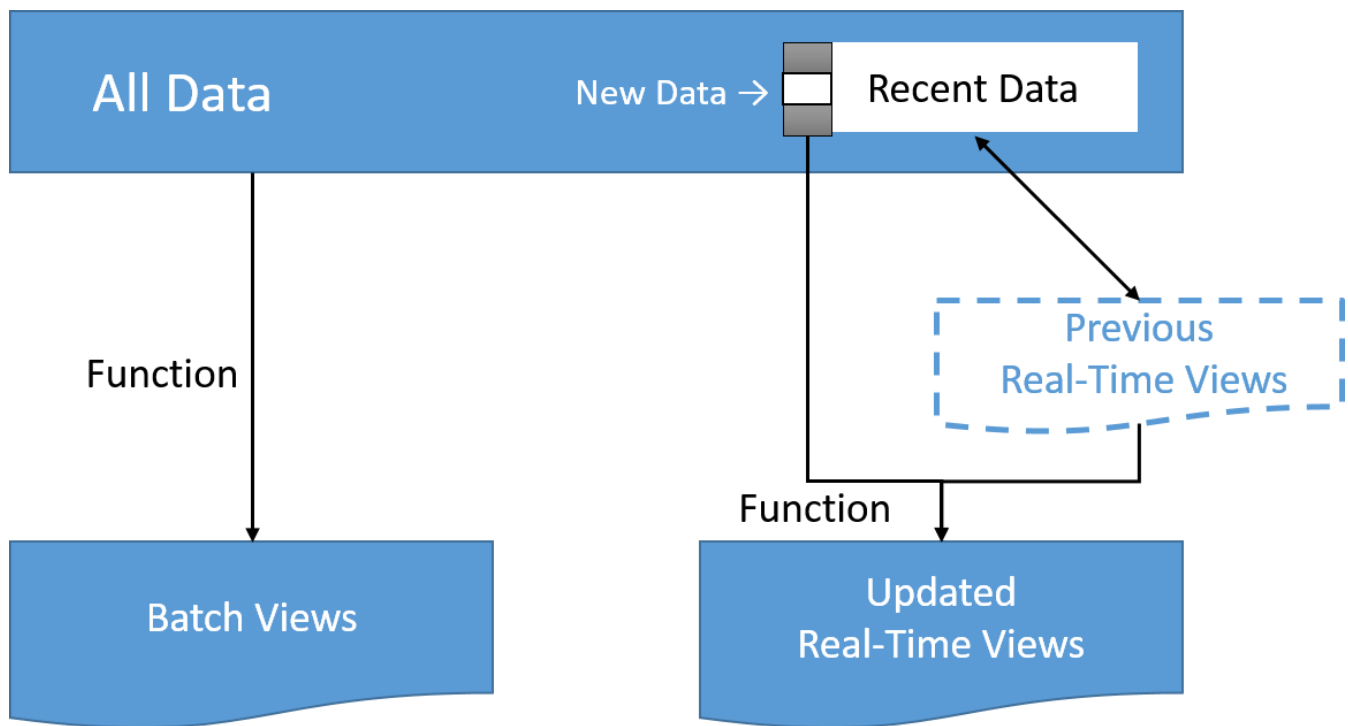 All Data
New Data →
Recent Data
Previous
Real-Time Views
Function
Function
Batch Views
Updated
Real-Time Views